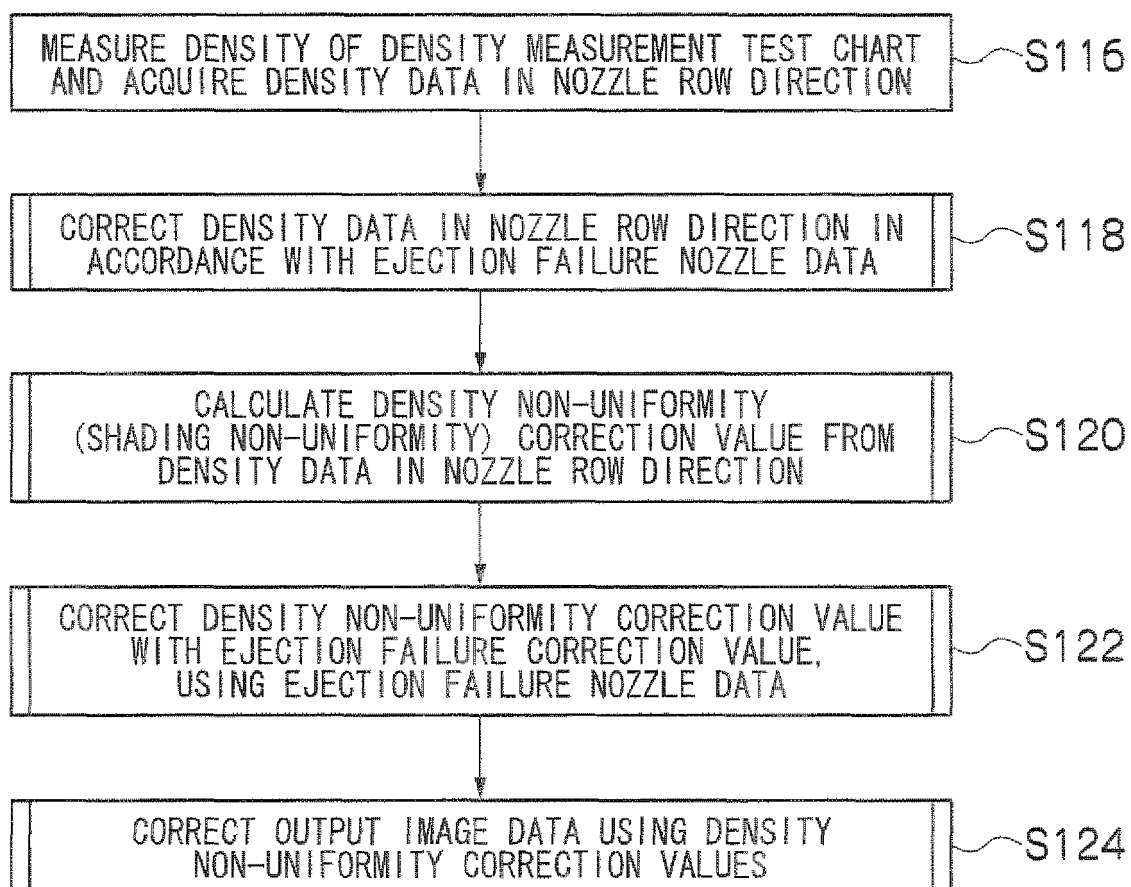 MEASURE DENSITY OF DENSITY MEASUREMENT TEST CHART
AND ACQUIRE DENSITY DATA IN NOZZLE ROW DIRECTION
S116
CORRECT DENSITY DATA IN NOZZLE ROW DIRECTION IN
ACCORDANCE WITH EJECTION FAILURE NOZZLE DATA
S118
CALCULATE DENSITY NON-UNIFORMITY
(SHADING NON-UNIFORMITY) CORRECTION VALUE FROM
DENSITY DATA IN NOZZLE ROW DIRECTION
S120
CORRECT DENSITY NON-UNIFORMITY CORRECTION VALUE
WITH EJECTION FAILURE CORRECTION VALUE,
USING EJECTION FAILURE NOZZLE DATA
S122
CORRECT OUTPUT IMAGE DATA USING DENSITY
NON-UNIFORMITY CORRECTION VALUES
S124